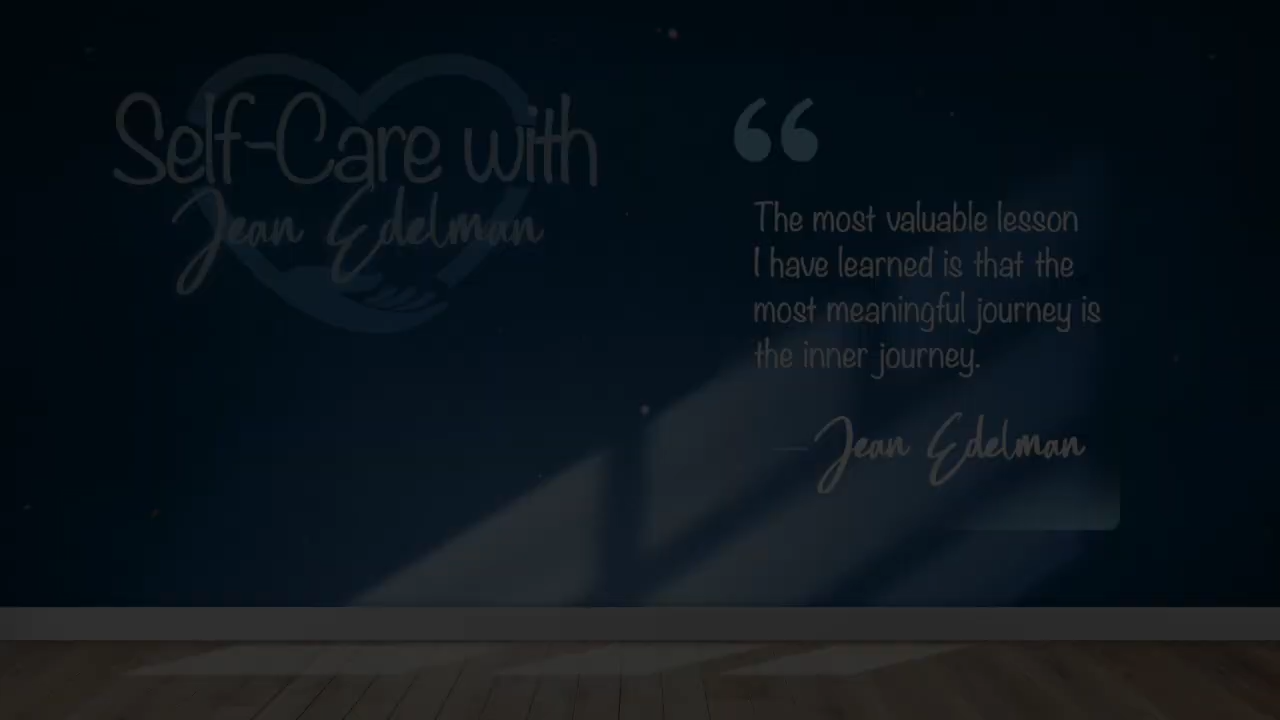 Self-Care with
Jean Edelman
“
The most valuable lesson
I have learned is that the
most meaningful journey is
the inner journey.
— Jean Edelman